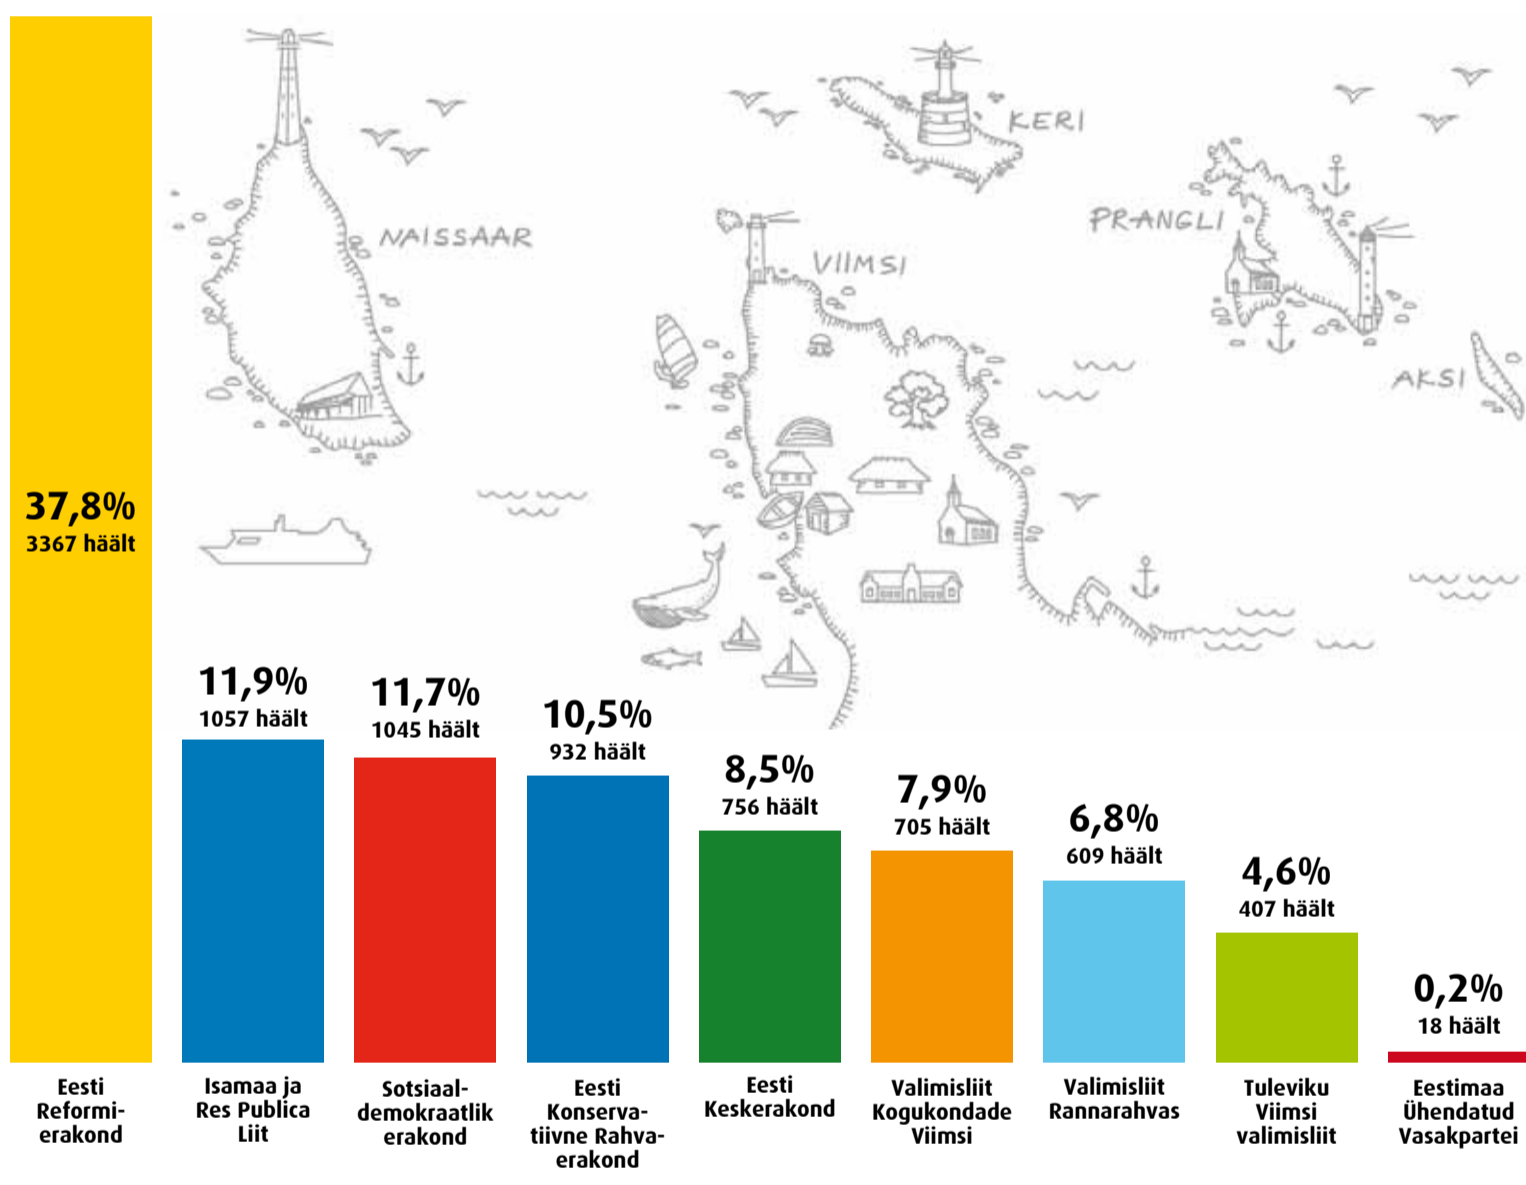 NAISSAAR
KERI
PRANGLI
VIIMSI
AKSI
37,8%
3367 häält
11,9%
1057 häält
11,7%
1045 häält
10,5%
932 häält
8,5%
756 häält
7,9%
705 häält
6,8%
609 häält
4,6%
407 häält
0,2%
18 häält
Eesti
Reformi-
erakond
Isamaa ja
Res Publica
Liit
Sotsiaal-
demokraatlik
erakond
Eesti
Konserva-
tiivne Rahva-
erakond
Eesti
Keskerakond
Valimisliit
Kogukondade
Viimsi
Valimisliit
Rannarahvas
Tuleviku
Viimsi
valimisliit
Eestimaa
Ühendatud
Vasakpartei